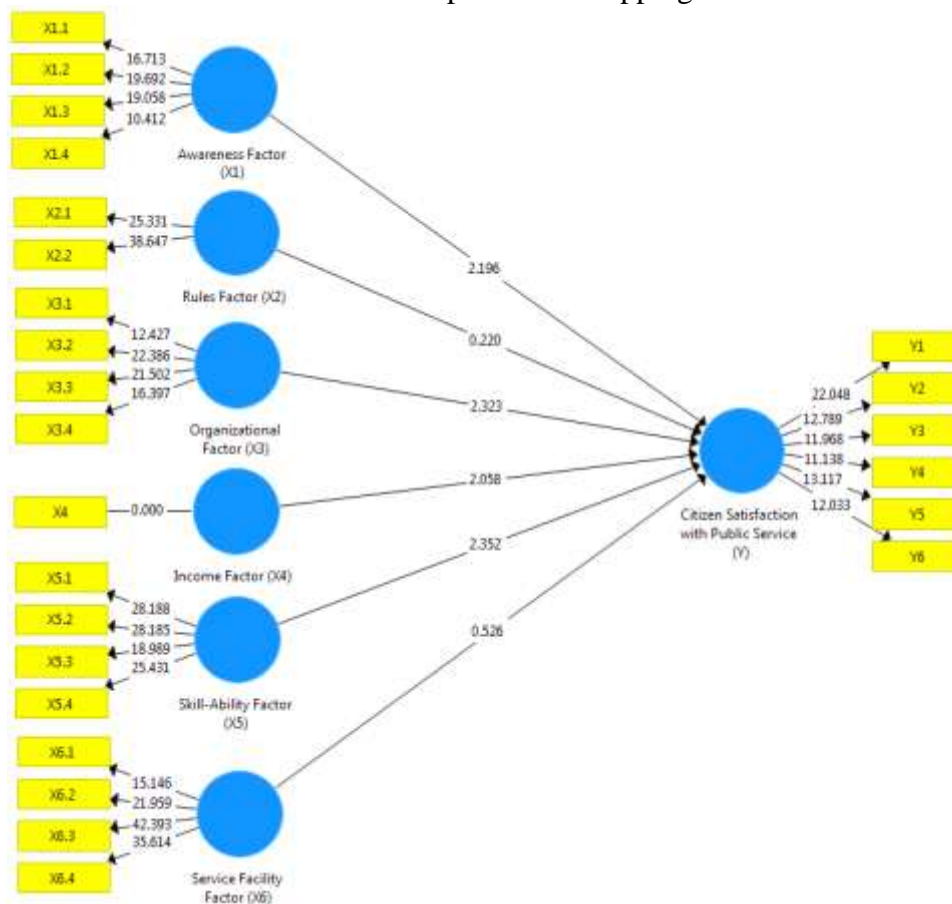 X1.1
X1.2
X1.3
X1.4
16.713
19.692
19.058
10.412
Awareness Factor
(X1)
X2.1
X2.2
25.331
38.647
Rules Factor (X2)
X3.1
X3.2
X3.3
X3.4
12.427
22.386
21.502
16.397
Organizational
Factor (X3)
X4
0.000
Income Factor (X4)
X5.1
X5.2
X5.3
X5.4
28.188
28.185
18.989
25.431
Skill-Ability Factor
(X5)
X6.1
X6.2
X6.3
X6.4
15.146
21.959
42.393
35.614
Service Facility
Factor (X6)
2.196
0.220
2.323
2.058
2.352
0.526
Citizen Satisfaction
with Public Service
(Y)
22.048
12.789
11.968
11.138
13.117
12.033
Y1
Y2
Y3
Y4
Y5
Y6